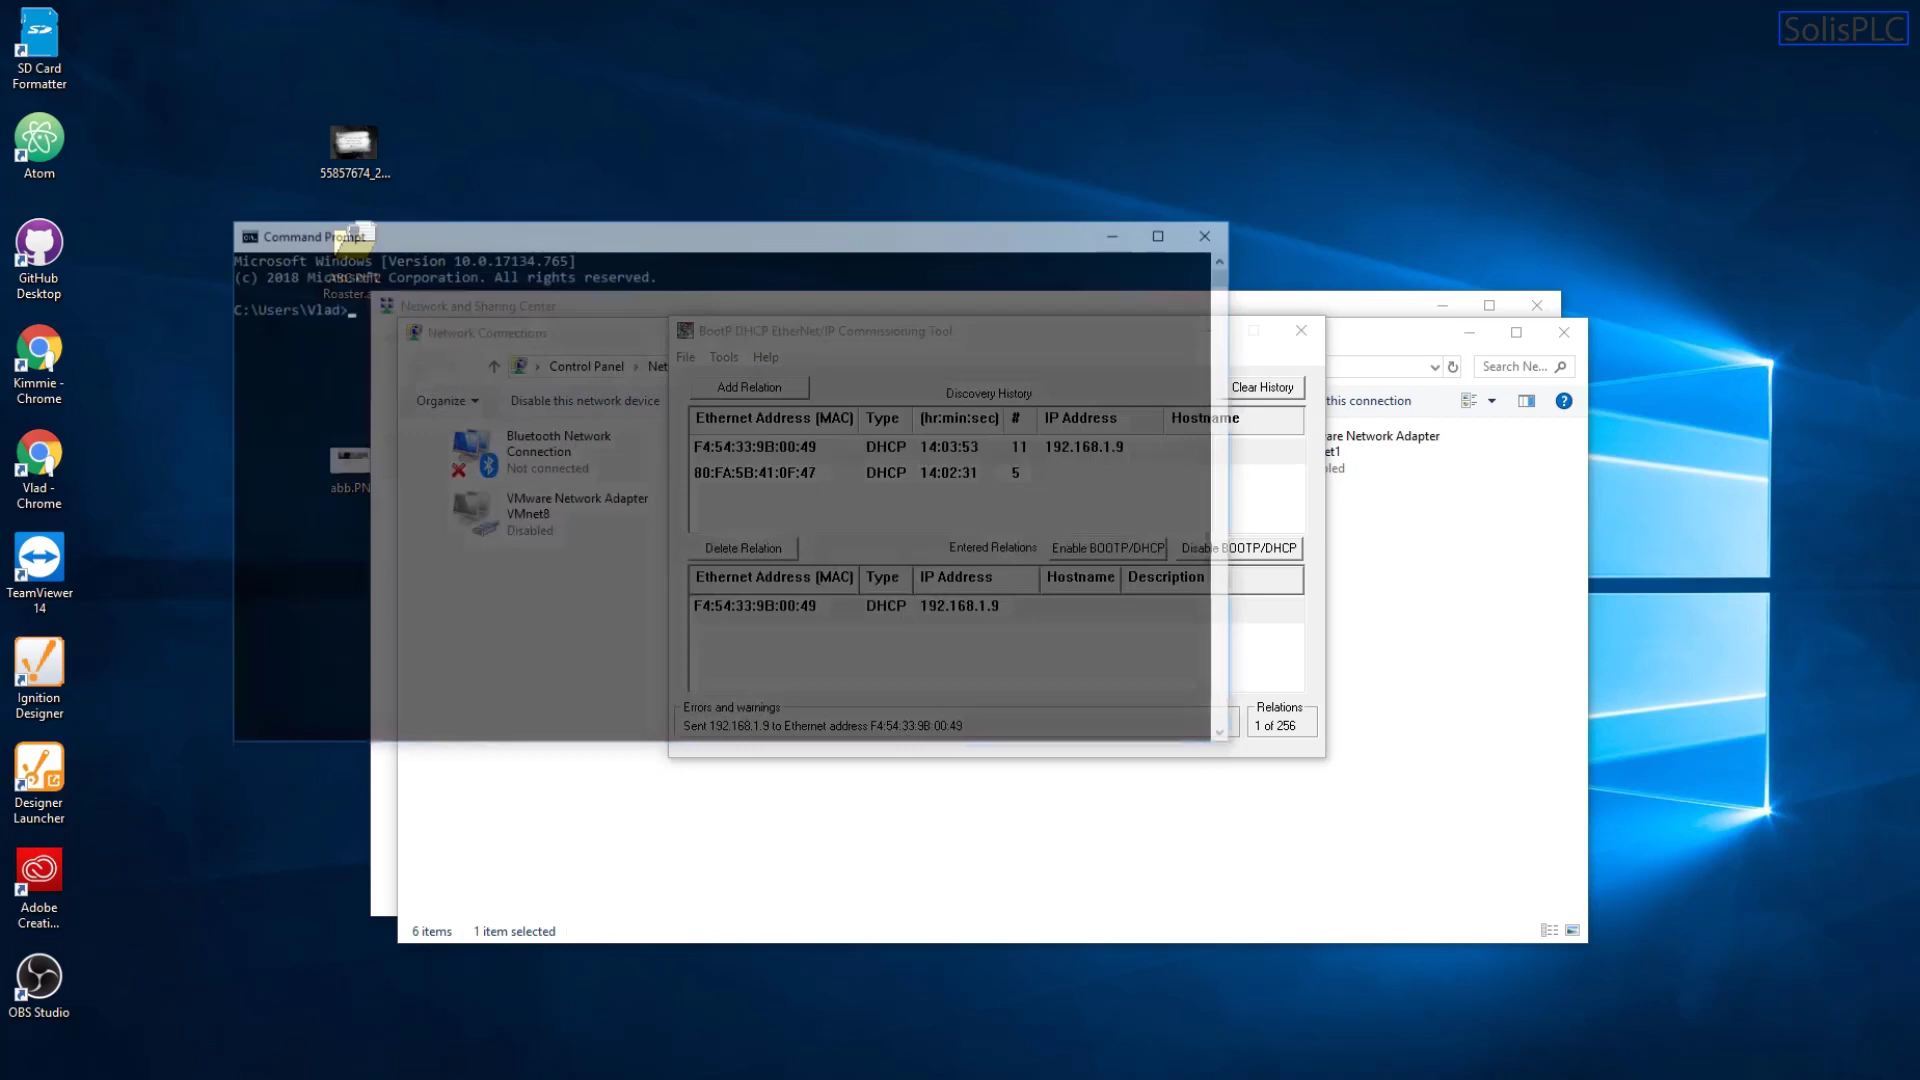 SolisPLC
SD Card
Formatter
Atom
GitHub
Desktop
Kimmie -
Chrome
Vlad -
Chrome
TeamViewer
14
Ignition
Designer
Designer
Launcher
Adobe
Creati...
OBS Studio
55857674_2...
Roaster.a
abb.PN
Command Prompt
Microsoft Windows [Version 10.0.17134.765]
(c) 2018 Microsoft Corporation. All rights reserved.
C:\Users\Vlad>_
Network and Sharing Center
Network Connections
Control Panel › Net
Search Ne...
Organize
Disable this network device
this connection
Bluetooth Network
Connection
Not connected
VMware Network Adapter
VMnet8
Disabled
are Network Adapter
et1
led
6 items
1 item selected
BootP DHCP EtherNet/IP Commissioning Tool
File Tools Help
Add Relation
Discovery History
Clear History
Ethernet Address (MAC) Type (hr:min:sec) # IP Address Hostname
F4:54:33:9B:00:49 DHCP 14:03:53 11 192.168.1.9
80:FA:5B:41:0F:47 DHCP 14:02:31 5
Delete Relation
Entered Relations
Enable BOOTP/DHCP
Disable BOOTP/DHCP
Ethernet Address (MAC) Type IP Address Hostname Description
F4:54:33:9B:00:49 DHCP 192.168.1.9
Errors and warnings
Sent 192.168.1.9 to Ethernet address F4:54:33:9B:00:49
Relations
1 of 256